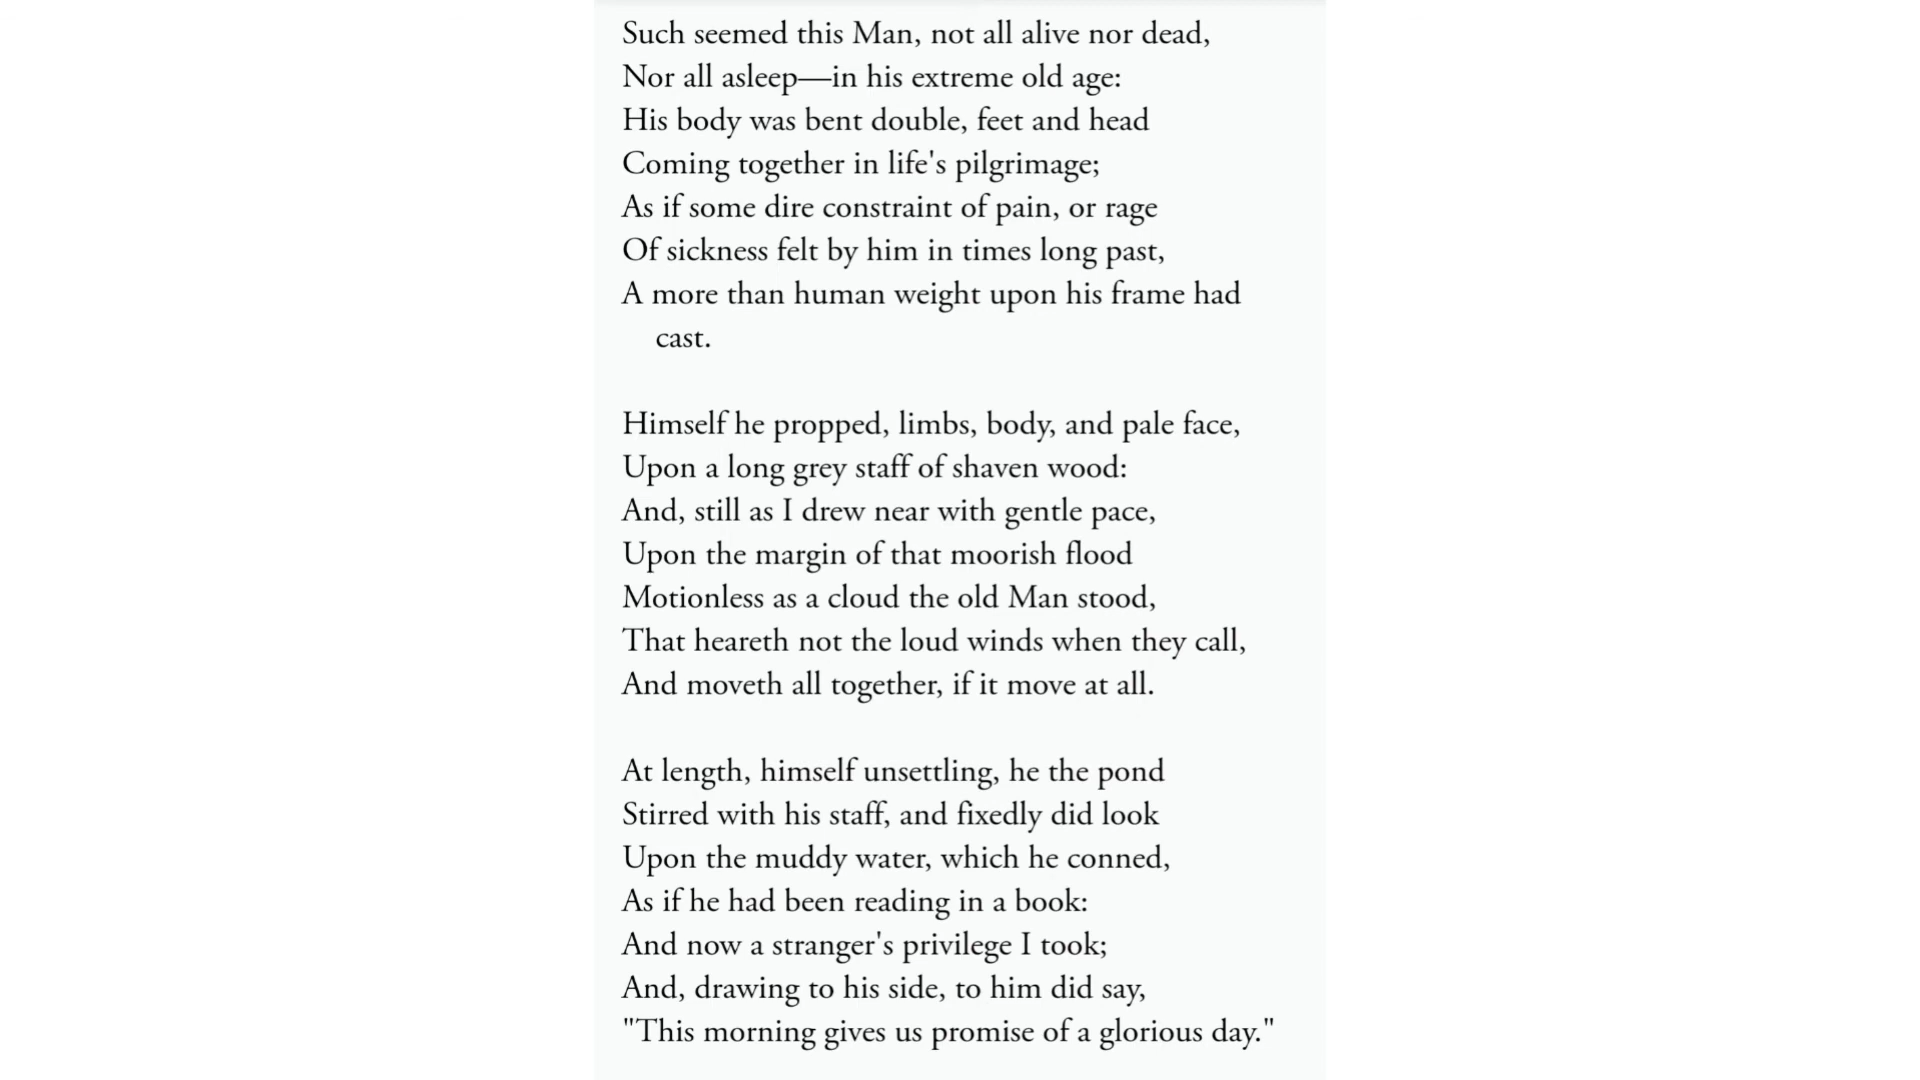 Such seemed this Man, not all alive nor dead,
Nor all asleep—in his extreme old age:
His body was bent double, feet and head
Coming together in life's pilgrimage;
As if some dire constraint of pain, or rage
Of sickness felt by him in times long past,
A more than human weight upon his frame had
cast.
Himself he propped, limbs, body, and pale face,
Upon a long grey staff of shaven wood:
And, still as I drew near with gentle pace,
Upon the margin of that moorish flood
Motionless as a cloud the old Man stood,
That heareth not the loud winds when they call,
And moveth all together, if it move at all.
At length, himself unsettling, he the pond
Stirred with his staff, and fixedly did look
Upon the muddy water, which he conned,
As if he had been reading in a book:
And now a stranger's privilege I took;
And, drawing to his side, to him did say,
"This morning gives us promise of a glorious day."